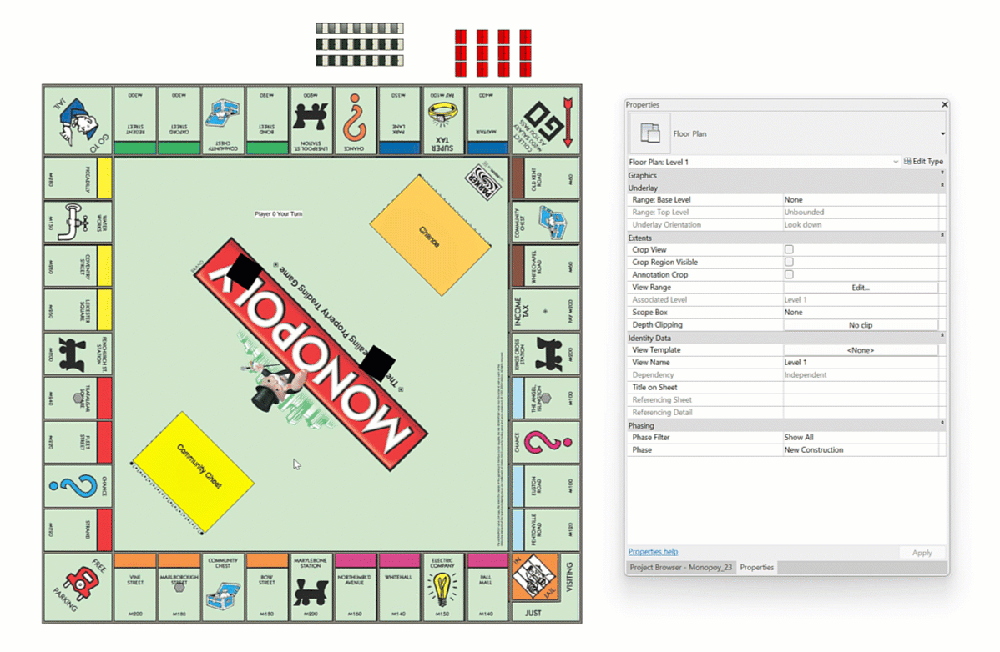 GO TO
JAIL
₩300
REGENT
STREET
₩300
OXFORD
STREET
COMMUNITY
CHEST
BOND
STREET
₩200
LIVERPOOL ST.
STATION
CHANCE
₩350
PARK
LANE
PAY ₩100
SUPER
TAX
₩400
MAYFAIR
COLLECT
₩200 SALARY
AS YOU PASS
GO
PICCADILLY
₩280
WATER
WORKS
₩150
COVENTRY
STREET
₩260
LEICESTER
SQUARE
₩260
FENCHURCH ST.
STATION
₩200
TRAFALGAR
SQUARE
₩240
FLEET
STREET
CHANCE
STRAND
OLD KENT
ROAD
₩60
COMMUNITY
CHEST
WHITECHAPEL
ROAD
₩60
INCOME
TAX
PAY ₩200
KINGS CROSS
STATION
₩200
THE ANGEL,
ISLINGTON
₩100
CHANCE
EUSTON
ROAD
₩100
PENTONVILLE
ROAD
₩120
PARKER
Player 0 Your Turn
Chance
BRAND
MONOPOLY
The
ealing Property Trading Game
Community Chest
FREE
PARKING
VINE
STREET
₩200
MARLBOROUGH
STREET
₩180
COMMUNITY
CHEST
BOW
STREET
₩180
MARYLEBONE
STATION
₩200
NORTHUMBL'D
AVENUE
₩160
WHITEHALL
₩140
ELECTRIC
COMPANY
₩150
PALL
MALL
₩140
IN
JAIL
JUST
VISITING
Properties
Floor Plan
Floor Plan: Level 1
Edit Type
Graphics
Underlay
Range: Base Level None
Range: Top Level Unbounded
Underlay Orientation Look down
Extents
Crop View
Crop Region Visible
Annotation Crop
View Range Edit...
Associated Level Level 1
Scope Box None
Depth Clipping No clip
Identity Data
View Template <None>
View Name Level 1
Dependency Independent
Title on Sheet
Referencing Sheet
Referencing Detail
Phasing
Phase Filter Show All
Phase New Construction
Properties help
Apply
Project Browser - Monopoy_23
Properties